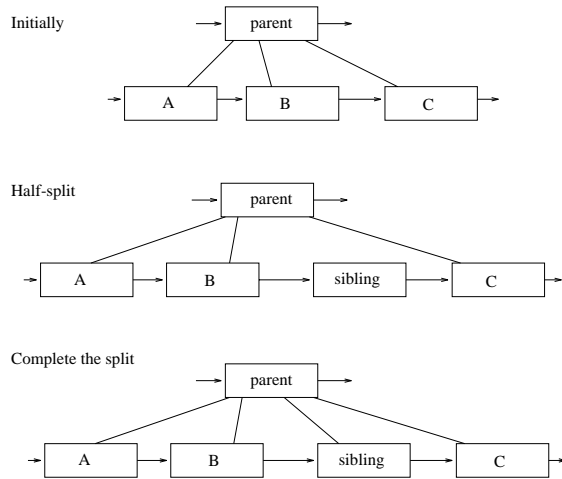 Initially
parent
A
B
C
Half-split
parent
A
B
sibling
C
Complete the split
parent
A
B
sibling
C